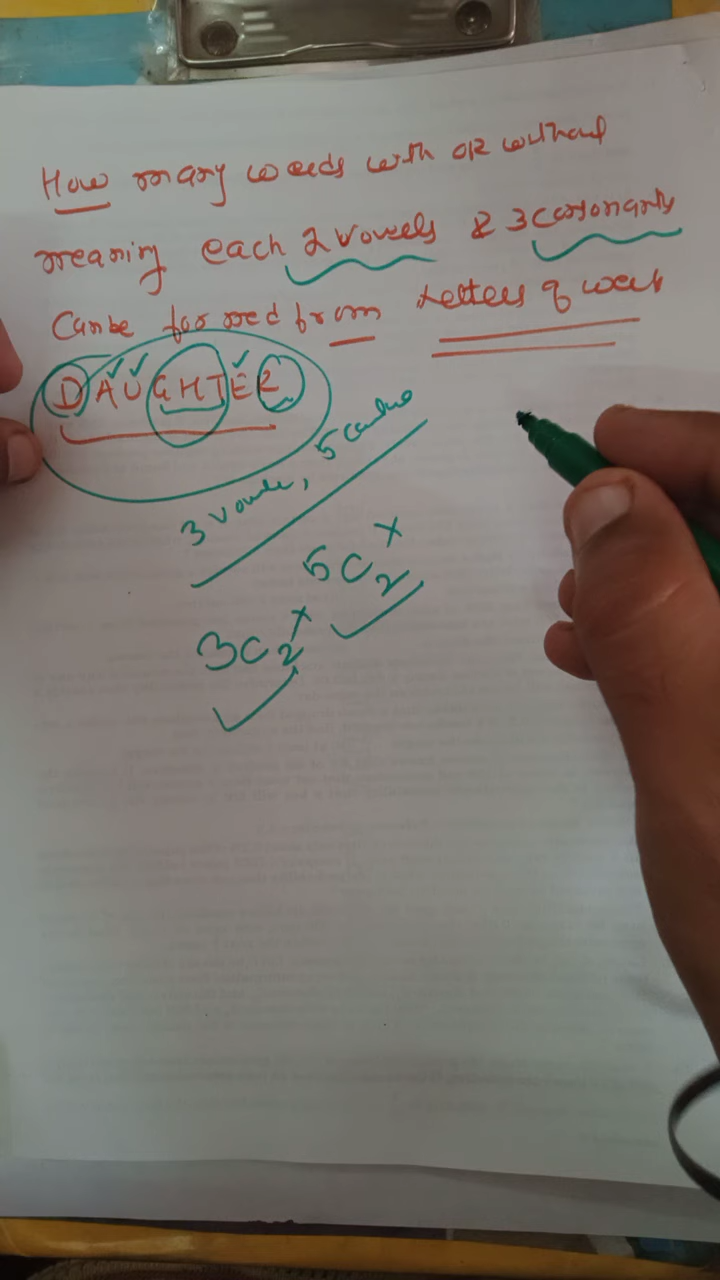 How many words with or without
meaning each 2 Vowels & 3 consonants
Can be formed from Letters of word
DAUGHTER
3 vowels, 5
5C2 ×
3C2 ×